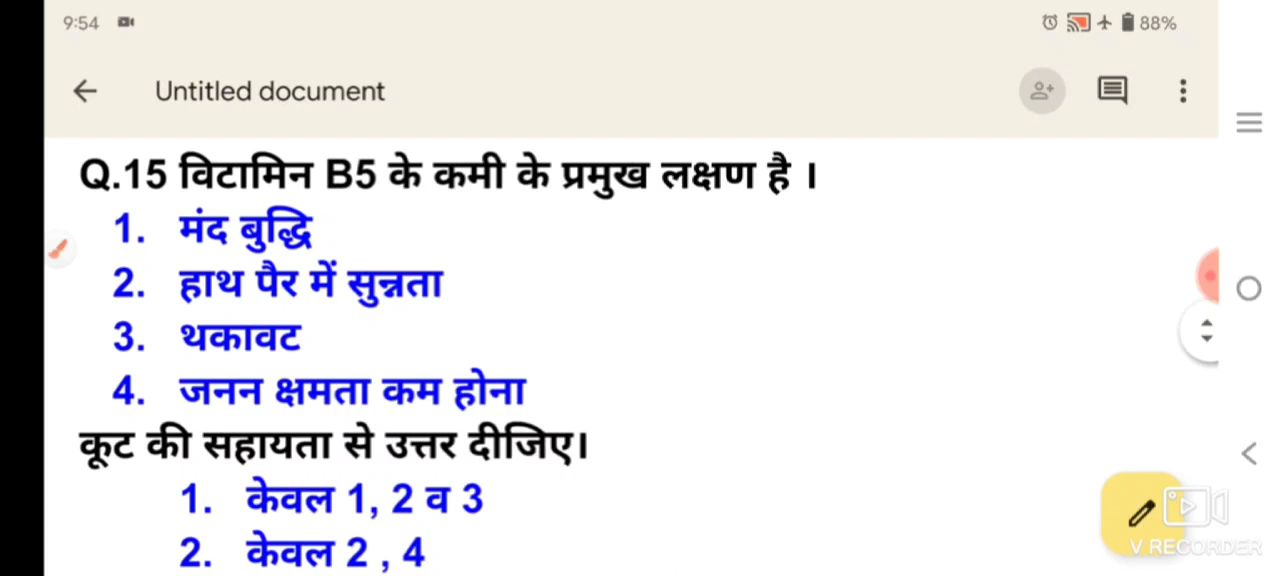 9:54
88%
Untitled document
Q.15 विटामिन B5 के कमी के प्रमुख लक्षण है ।
1. मंद बुद्धि
2. हाथ पैर में सुन्नता
3. थकावट
4. जनन क्षमता कम होना
कूट की सहायता से उत्तर दीजिए।
1. केवल 1, 2 व 3
2. केवल 2 , 4
V RECORDER